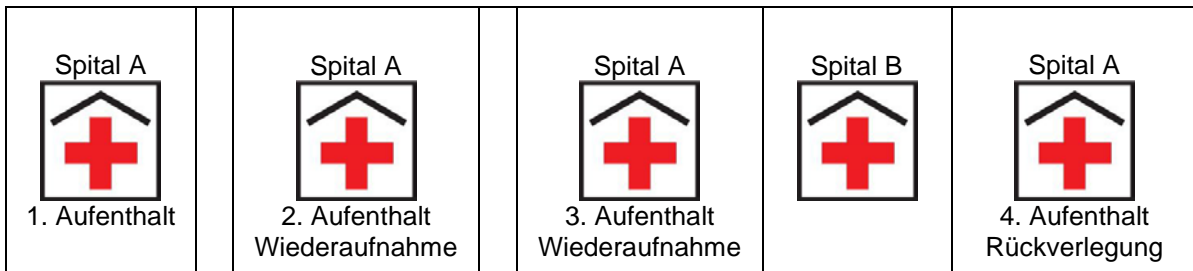 Spital A
1. Aufenthalt
Spital A
2. Aufenthalt
Wiederaufnahme
Spital A
3. Aufenthalt
Wiederaufnahme
Spital B
Spital A
4. Aufenthalt
Rückverlegung